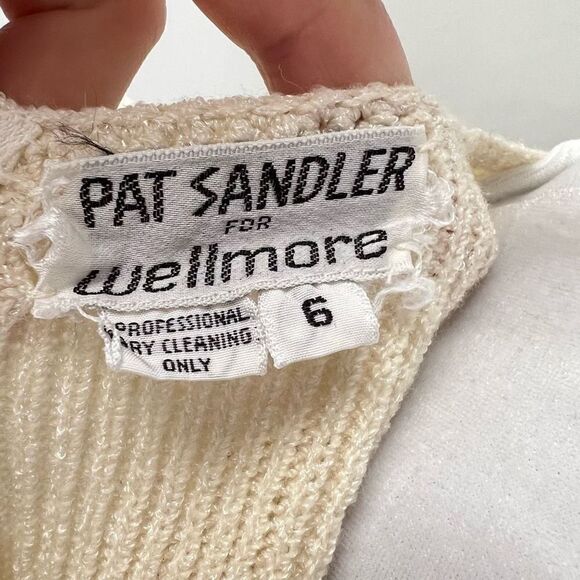 PAT SANDLER
FOR
wellmore
PROFESSIONAL
DRY CLEANING
ONLY
6